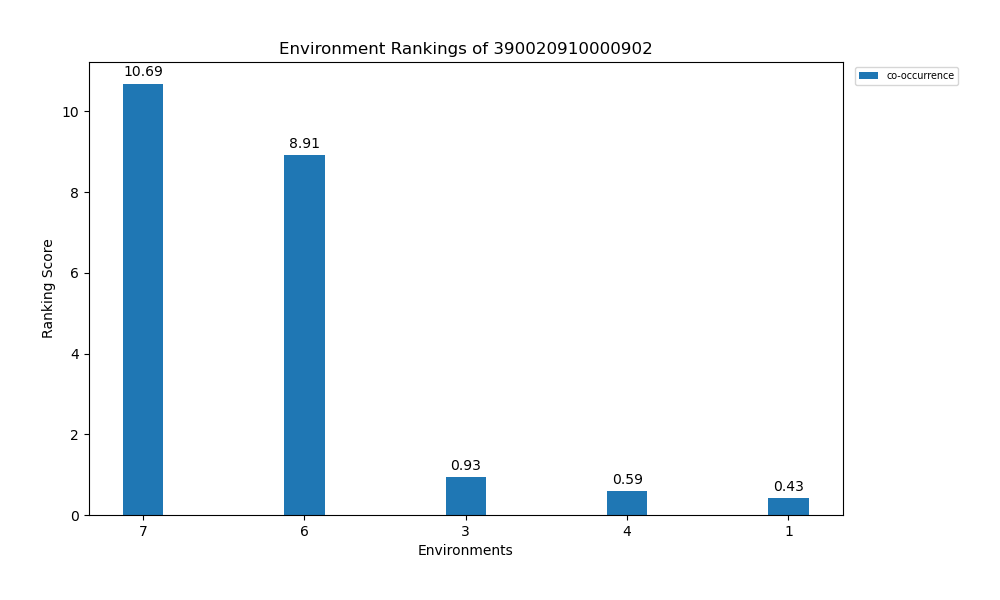 Environment Rankings of 390020910000902
co-occurrence
10.69
8.91
0.93
0.59
0.43
10
8
6
4
2
0
Ranking Score
7 6 3 4 1
Environments